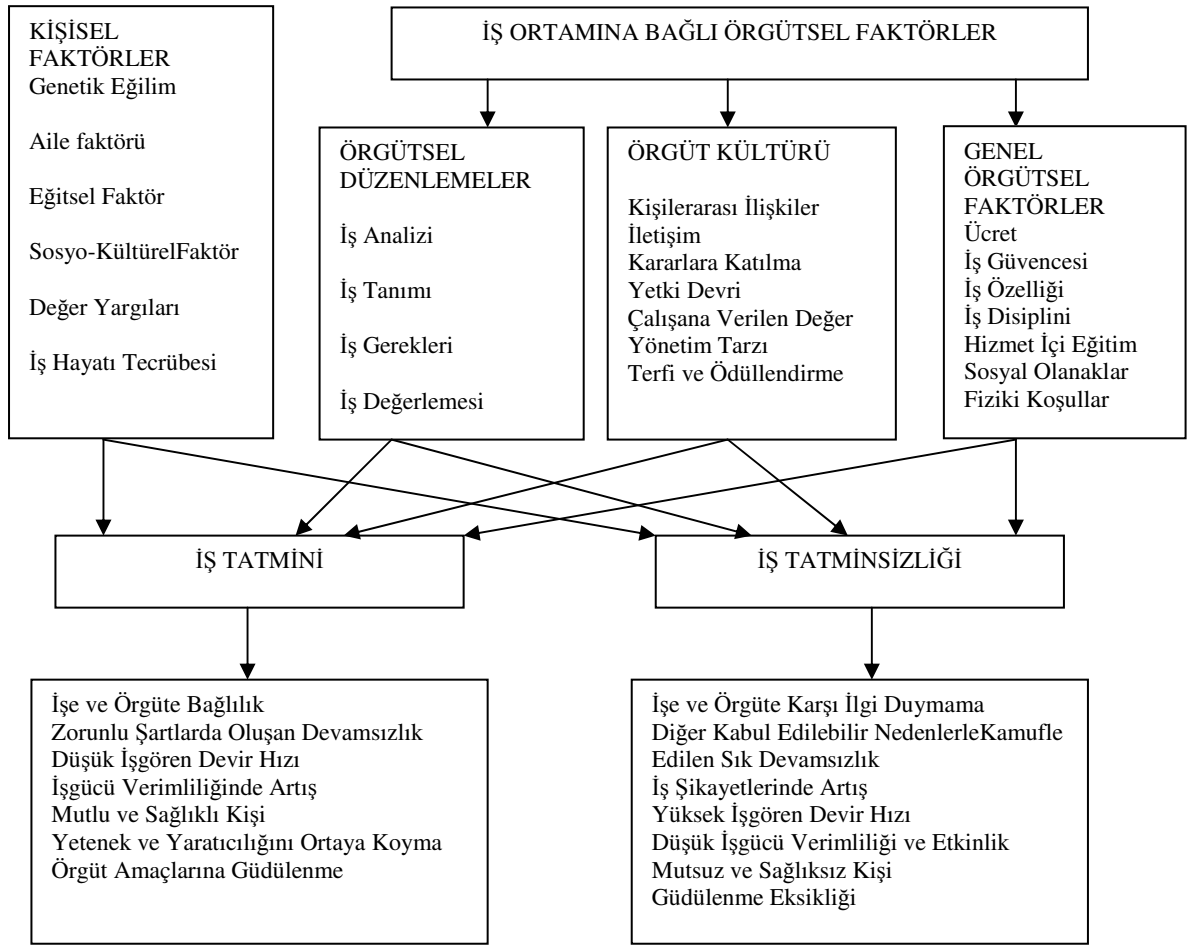 KİŞİSEL
FAKTÖRLER
Genetik Eğilim
Aile faktörü
Eğitsel Faktör
Sosyo-KültürelFaktör
Değer Yargıları
İş Hayatı Tecrübesi
İŞ ORTAMINA BAĞLI ÖRGÜTSEL FAKTÖRLER
ÖRGÜTSEL
DÜZENLEMELER
İş Analizi
İş Tanımı
İş Gerekleri
İş Değerlemesi
ÖRGÜT KÜLTÜRÜ
Kişilerarası İlişkiler
İletişim
Kararlara Katılma
Yetki Devri
Çalışana Verilen Değer
Yönetim Tarzı
Terfi ve Ödüllendirme
GENEL
ÖRGÜTSEL
FAKTÖRLER
Ücret
İş Güvencesi
İş Özelliği
İş Disiplini
Hizmet İçi Eğitim
Sosyal Olanaklar
Fiziki Koşullar
İŞ TATMİNİ
İŞ TATMİNSİZLİĞİ
İşe ve Örgüte Bağlılık
Zorunlu Şartlarda Oluşan Devamsızlık
Düşük İşgören Devir Hızı
İşgücü Verimliliğinde Artış
Mutlu ve Sağlıklı Kişi
Yetenek ve Yaratıcılığını Ortaya Koyma
Örgüt Amaçlarına Güdülenme
İşe ve Örgüte Karşı İlgi Duymama
Diğer Kabul Edilebilir NedenlerleKamufle
Edilen Sık Devamsızlık
İş Şikayetlerinde Artış
Yüksek İşgören Devir Hızı
Düşük İşgücü Verimliliği ve Etkinlik
Mutsuz ve Sağlıksız Kişi
Güdülenme Eksikliği